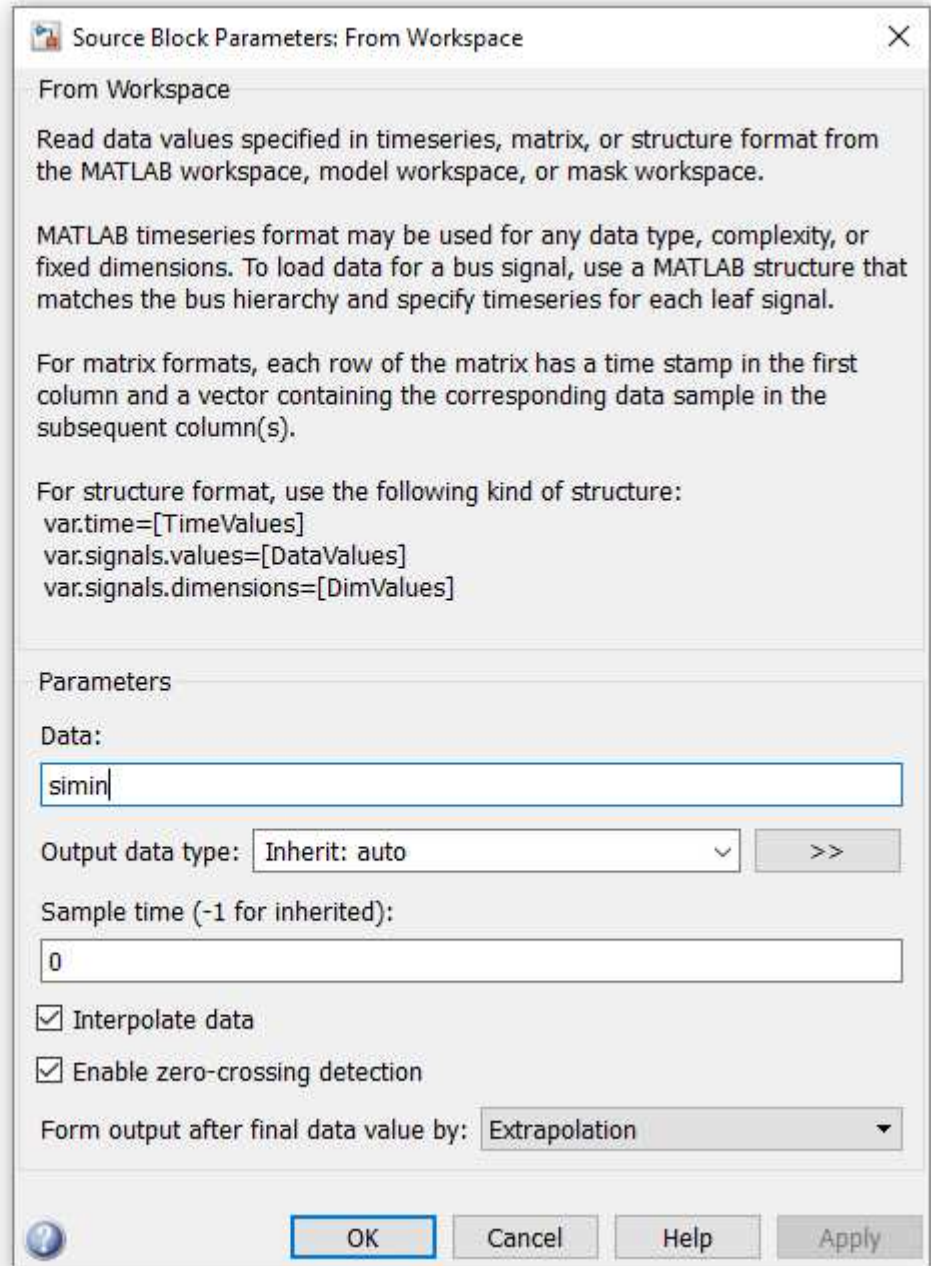 Source Block Parameters: From Workspace
From Workspace
Read data values specified in timeseries, matrix, or structure format from
the MATLAB workspace, model workspace, or mask workspace.
MATLAB timeseries format may be used for any data type, complexity, or
fixed dimensions. To load data for a bus signal, use a MATLAB structure that
matches the bus hierarchy and specify timeseries for each leaf signal.
For matrix formats, each row of the matrix has a time stamp in the first
column and a vector containing the corresponding data sample in the
subsequent column(s).
For structure format, use the following kind of structure:
var.time=[TimeValues]
var.signals.values=[DataValues]
var.signals.dimensions=[DimValues]
Parameters
Data:
simin
Output data type: Inherit: auto >>
Sample time (-1 for inherited):
0
Interpolate data
Enable zero-crossing detection
Form output after final data value by: Extrapolation
? OK Cancel Help Apply